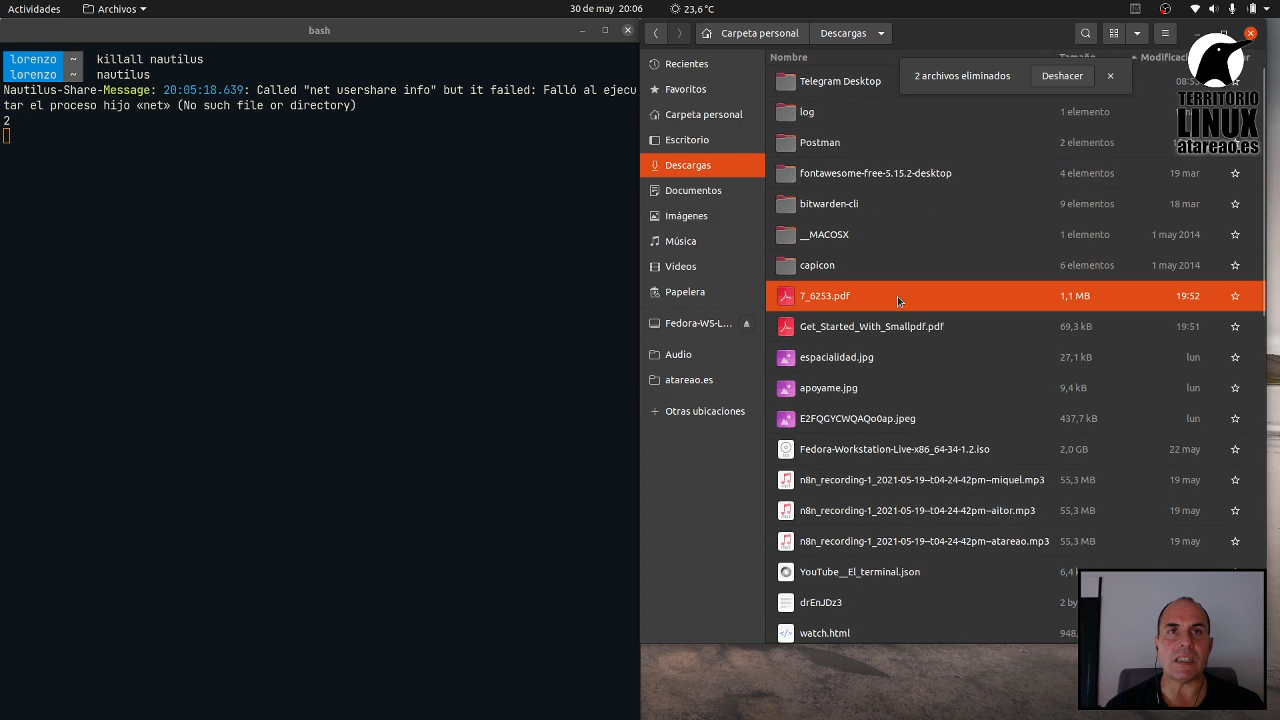 Actividades
Archivos
30 de may 20:06
23,6 °C
bash
lorenzo ~ killall nautilus
lorenzo ~ nautilus
Nautilus-Share-Message: 20:05:18.639: Called "net usershare info" but it failed: Falló al ejecu
tar el proceso hijo «net» (No such file or directory)
2
Carpeta personal
Descargas
Recientes
Favoritos
Carpeta personal
Escritorio
Descargas
Documentos
Imágenes
Música
Vídeos
Papelera
Fedora-WS-L…
Audio
atareao.es
+ Otras ubicaciones
Nombre Tamaño Modificació
2 archivos eliminados Deshacer
Telegram Desktop
log 1 elemento
Postman 2 elementos
fontawesome-free-5.15.2-desktop 4 elementos 19 mar
bitwarden-cli 9 elementos 18 mar
__MACOSX 1 elemento 1 may 2014
capicon 6 elementos 1 may 2014
7_6253.pdf 1,1 MB 19:52
Get_Started_With_Smallpdf.pdf 69,3 kB 19:51
espacialidad.jpg 27,1 kB lun
apoyame.jpg 9,4 kB lun
E2FQGYCWQAQo0ap.jpeg 437,7 kB lun
Fedora-Workstation-Live-x86_64-34-1.2.iso 2,0 GB 22 may
n8n_recording-1_2021-05-19--t04-24-42pm--miquel.mp3 55,3 MB 19 may
n8n_recording-1_2021-05-19--t04-24-42pm--aitor.mp3 55,3 MB 19 may
n8n_recording-1_2021-05-19--t04-24-42pm--atareao.mp3 55,3 MB 19 may
YouTube__El_terminal.json 6,4
drEnJDz3 2 by
watch.html 948,
TERRITORIO
LINUX
atareao.es